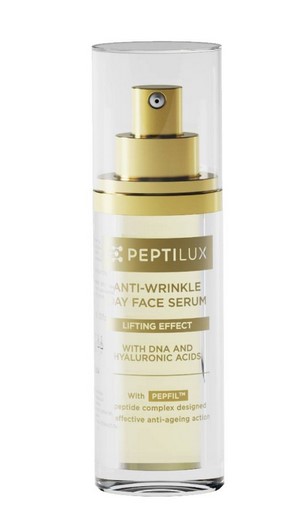 PEPTILUX
ANTI-WRINKLE
DAY FACE SERUM
LIFTING EFFECT
WITH DNA AND
HYALURONIC ACIDS
With PEPFIL™
peptide complex designed
effective anti-ageing action